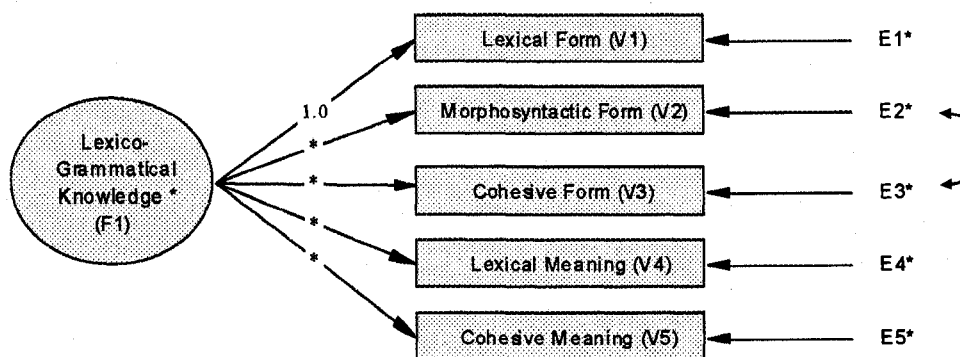 Lexical Form (V1)
E1*
1.0
Morphosyntactic Form (V2)
E2*
*
Lexico-
Grammatical
Knowledge *
(F1)
*
Cohesive Form (V3)
E3*
*
Lexical Meaning (V4)
E4*
*
Cohesive Meaning (V5)
E5*